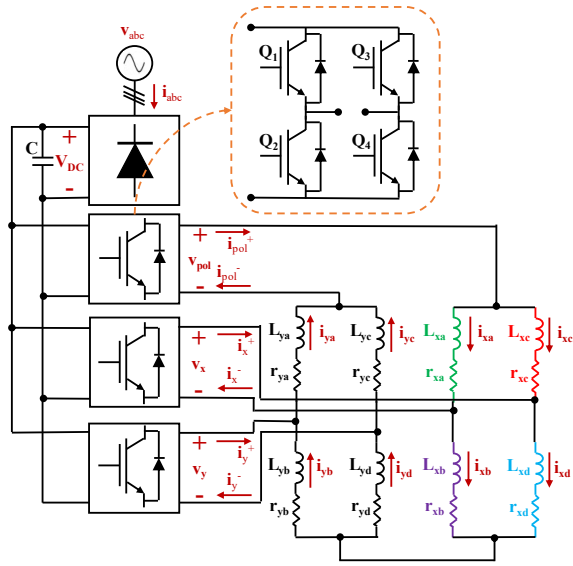 v_abc
i_abc
Q_1
Q_3
Q_2
Q_4
C
+
V_DC
-
+
i_pol^+
v_pol
i_pol^-
-
+
i_x^+
v_x
i_x^-
-
+
i_y^+
v_y
i_y^-
-
L_ya
i_ya
L_yc
i_yc
L_xa
i_xa
L_xc
i_xc
r_ya
r_yc
r_xa
r_xc
L_yb
i_yb
L_yd
i_yd
L_xb
i_xb
L_xd
i_xd
r_yb
r_yd
r_xb
r_xd